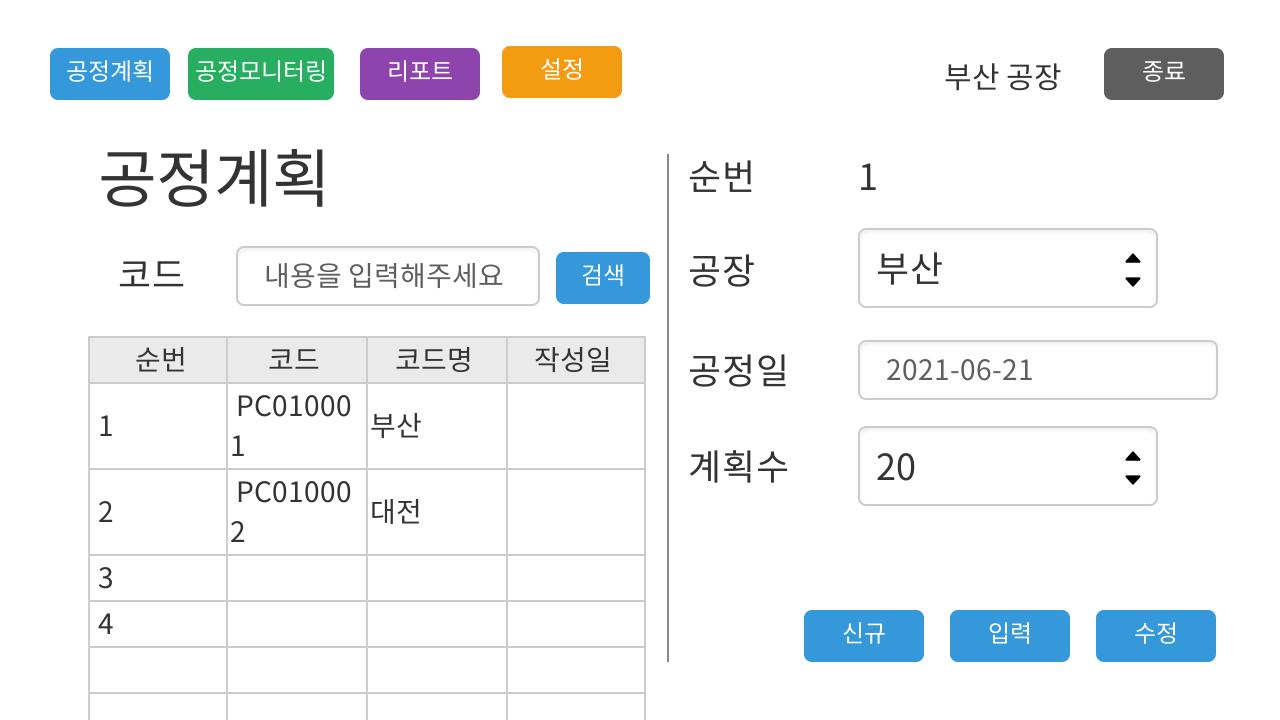 공정계획 공정모니터링 리포트 설정 부산 공장 종료
공정계획
코드 내용을 입력해주세요 검색
순번 코드 코드명 작성일
1 PC010001 부산
2 PC010002 대전
3
4
순번 1
공장 부산
공정일 2021-06-21
계획수 20
신규 입력 수정